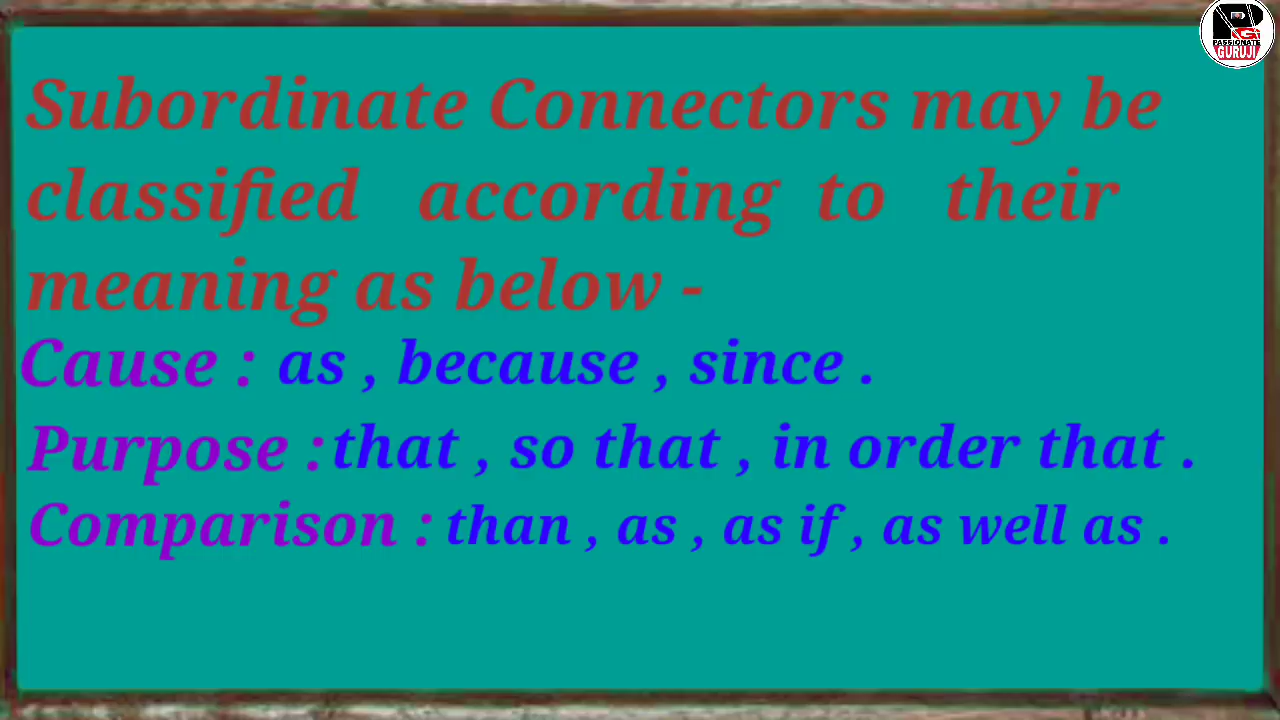 PASSIONATE
GURUJI
Subordinate Connectors may be
classified according to their
meaning as below -
Cause : as , because , since .
Purpose : that , so that , in order that .
Comparison : than , as , as if , as well as .